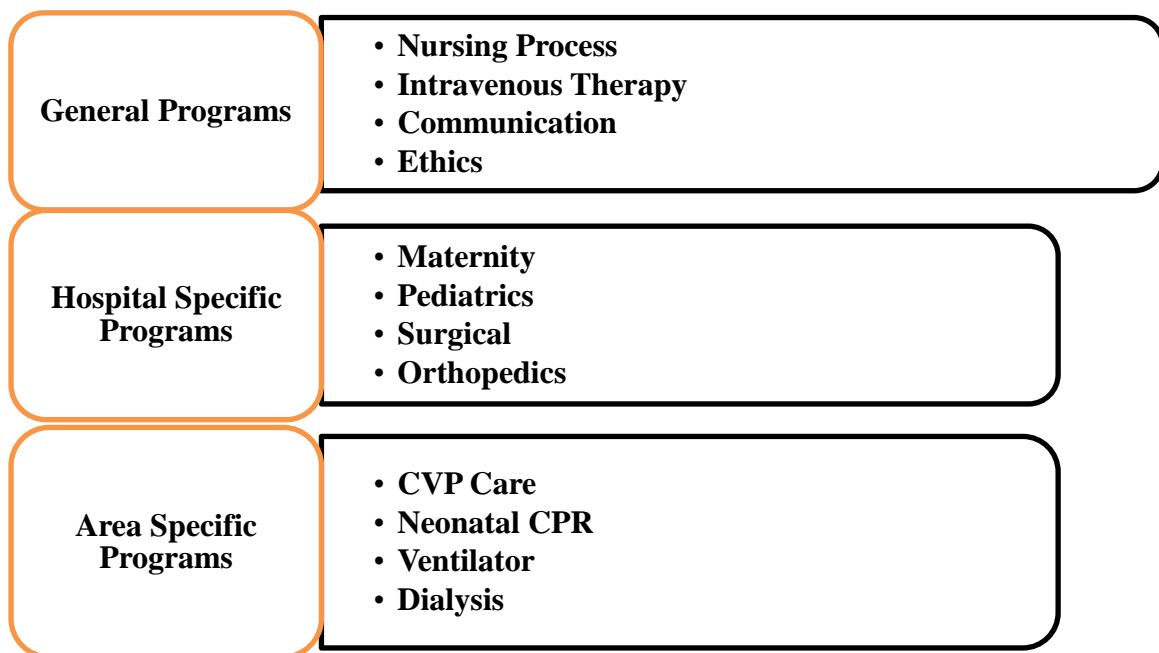 General Programs
• Nursing Process
• Intravenous Therapy
• Communication
• Ethics
Hospital Specific
Programs
• Maternity
• Pediatrics
• Surgical
• Orthopedics
Area Specific
Programs
• CVP Care
• Neonatal CPR
• Ventilator
• Dialysis